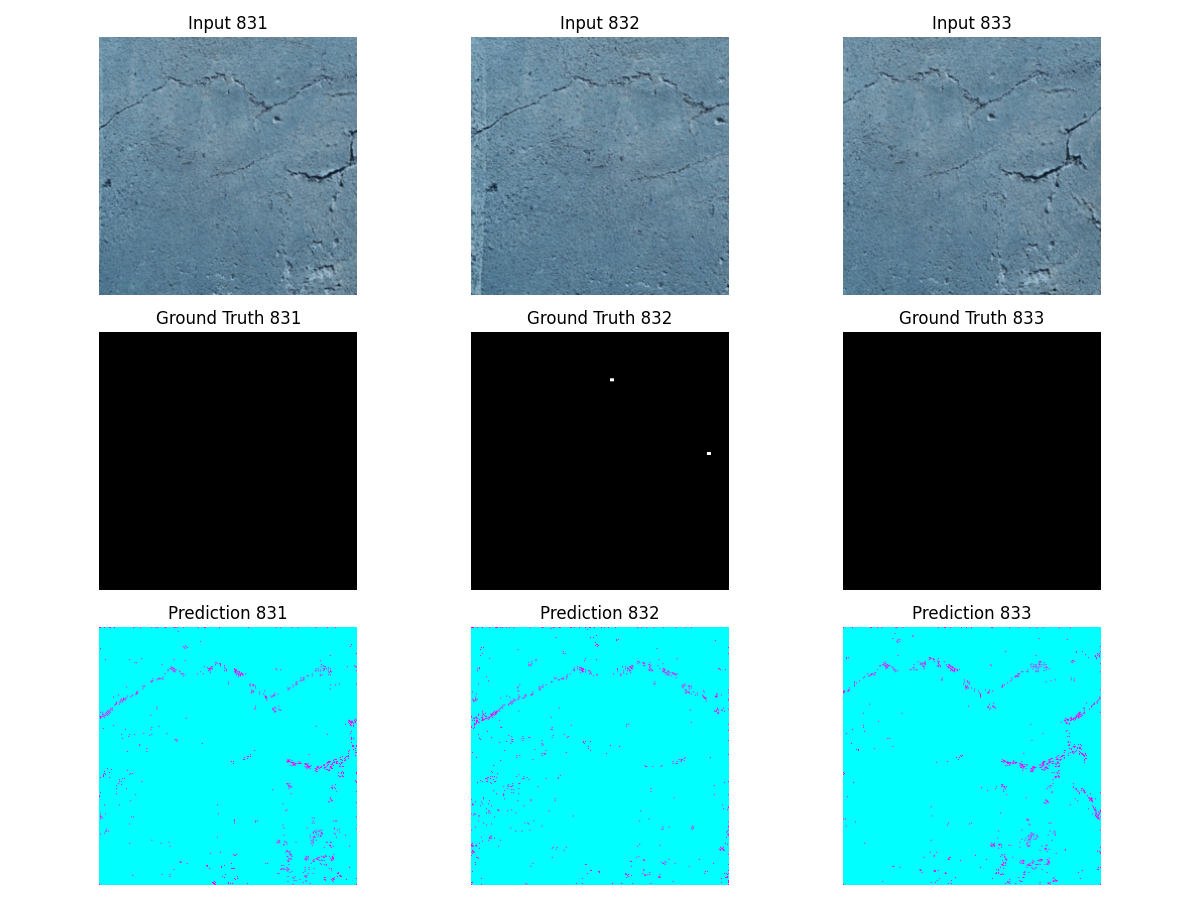 Input 831
Input 832
Input 833
Ground Truth 831
Ground Truth 832
Ground Truth 833
Prediction 831
Prediction 832
Prediction 833